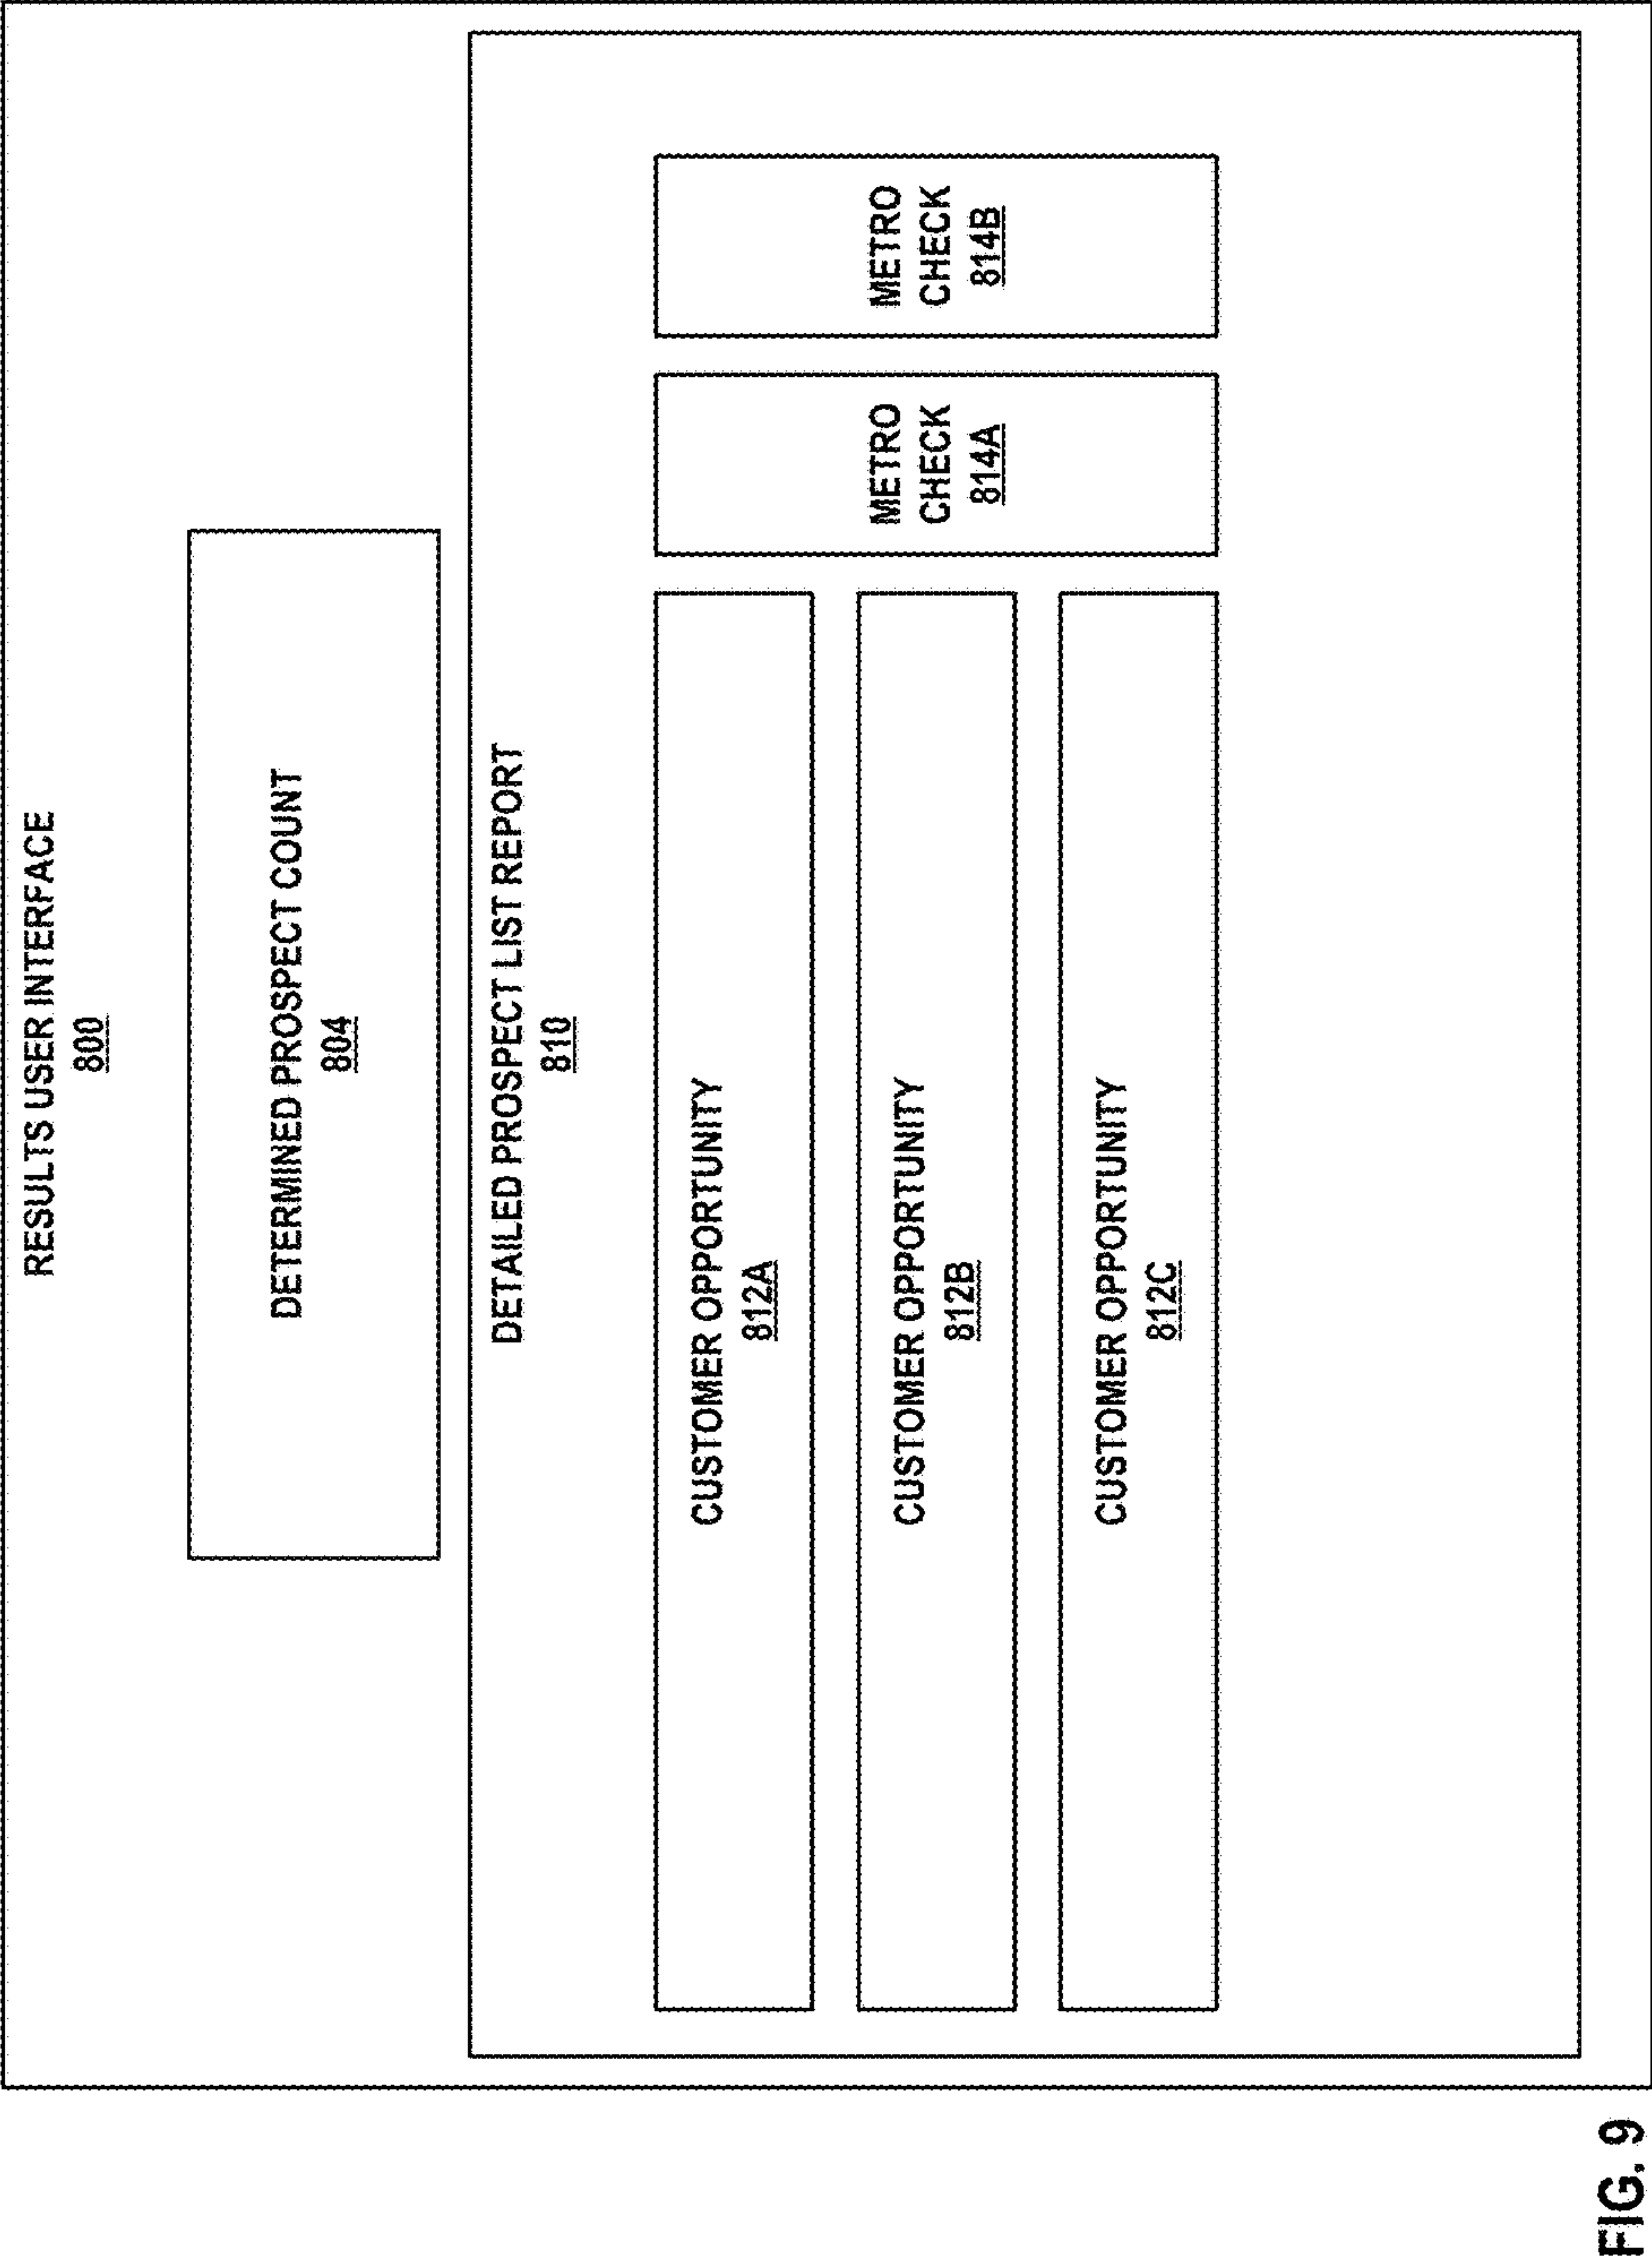 RESULTS USER INTERFACE
800
DETERMINED PROSPECT COUNT
804
DETAILED PROSPECT LIST REPORT
810
CUSTOMER OPPORTUNITY
812A
CUSTOMER OPPORTUNITY
812B
CUSTOMER OPPORTUNITY
812C
METRO
CHECK
814A
METRO
CHECK
814B
FIG. 9